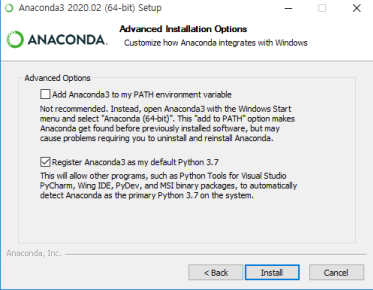 Anaconda3 2020.02 (64-bit) Setup
ANACONDA.
Advanced Installation Options
Customize how Anaconda integrates with Windows
Advanced Options
Add Anaconda3 to my PATH environment variable
Not recommended. Instead, open Anaconda3 with the Windows Start
menu and select "Anaconda (64-bit)". This "add to PATH" option makes
Anaconda get found before previously installed software, but may
cause problems requiring you to uninstall and reinstall Anaconda.
Register Anaconda3 as my default Python 3.7
This will allow other programs, such as Python Tools for Visual Studio
PyCharm, Wing IDE, PyDev, and MSI binary packages, to automatically
detect Anaconda as the primary Python 3.7 on the system.
Anaconda, Inc.
< Back
Install
Cancel